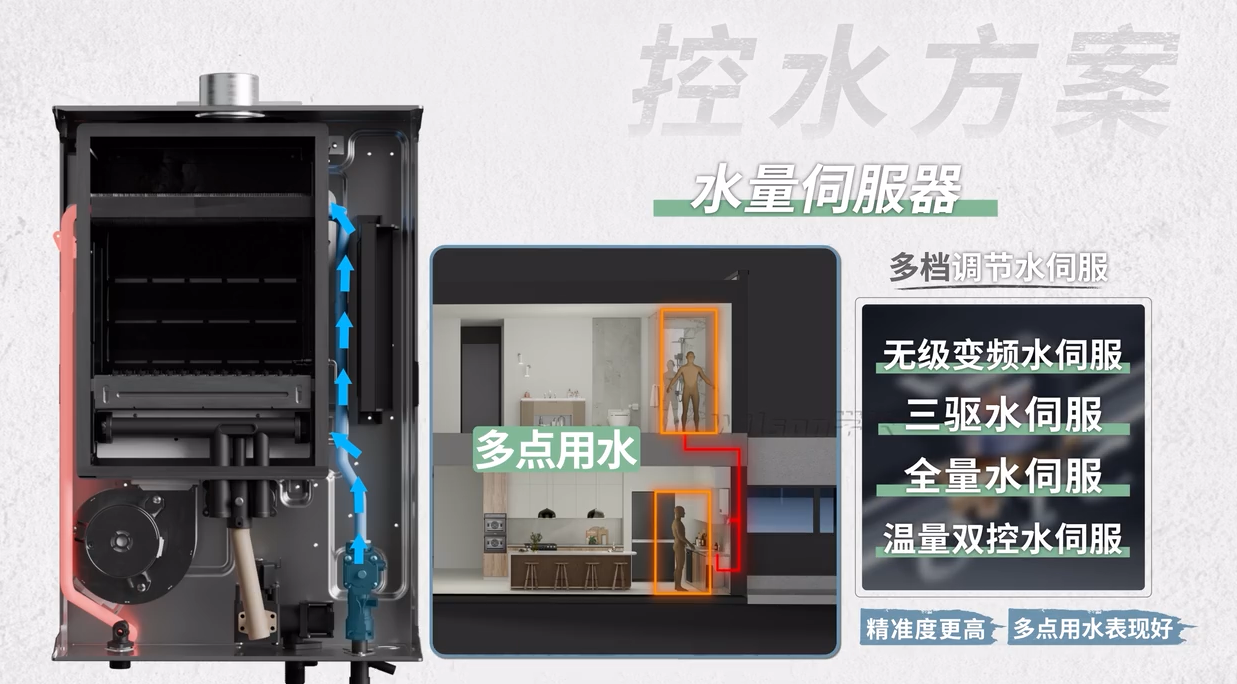 控水方案
水量伺服器
多档调节水伺服
无级变频水伺服
三驱水伺服
全量水伺服
温量双控水伺服
多点用水
精准度更高
多点用水表现好